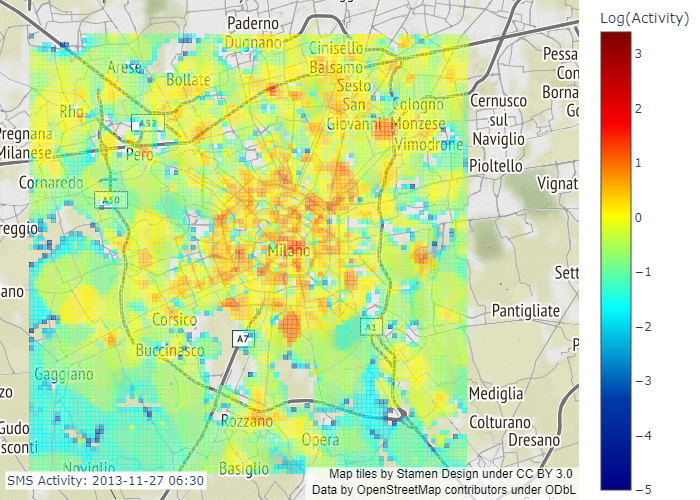 Log(Activity)
3
2
1
0
−1
−2
−3
−4
−5
Paderno
Dugnano
Cinisello
Balsamo
Arese
Bollate
Sesto
San
Giovanni
Cologno
Monzese
Vimodrone
Pessa
Con
Borna
Go
Cernusco
sul
Naviglio
Rho
A52
Pregnana
Milanese
Pero
Pioltello
Cornaredo
Vignat
A50
reggio
Milano
Sett
ano
Pantigliate
Corsico
A7
A1
P
Buccinasco
Gaggiano
zo
Mediglia
Rozzano
Colturano
Gudo
Dresano
sconti
Opera
Noviglio
Basiglio
SMS Activity: 2013-11-27 06:30
Map tiles by Stamen Design under CC BY 3.0
Data by OpenStreetMap contributors under ODbL